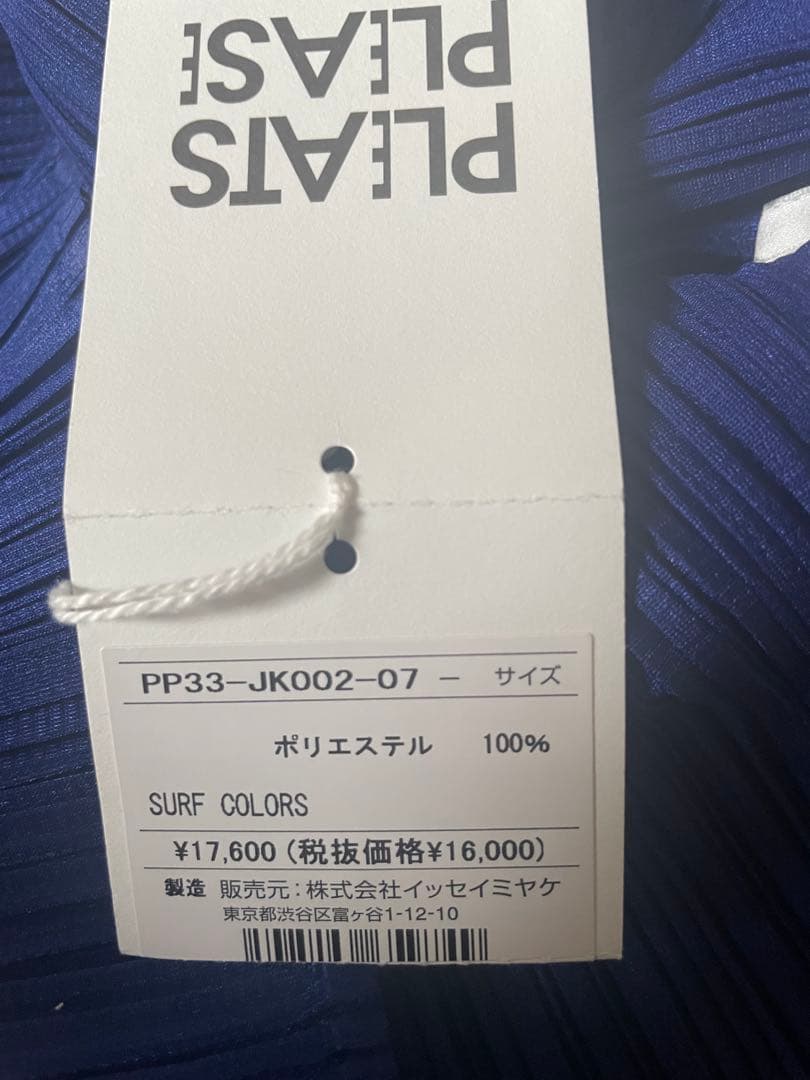 PLEATS
PLEASE
PP33-JK002-07 - サイズ
ポリエステル 100%
SURF COLORS
¥17,600 (税抜価格¥16,000)
製造 販売元:株式会社イッセイミヤケ
東京都渋谷区富ヶ谷1-12-10